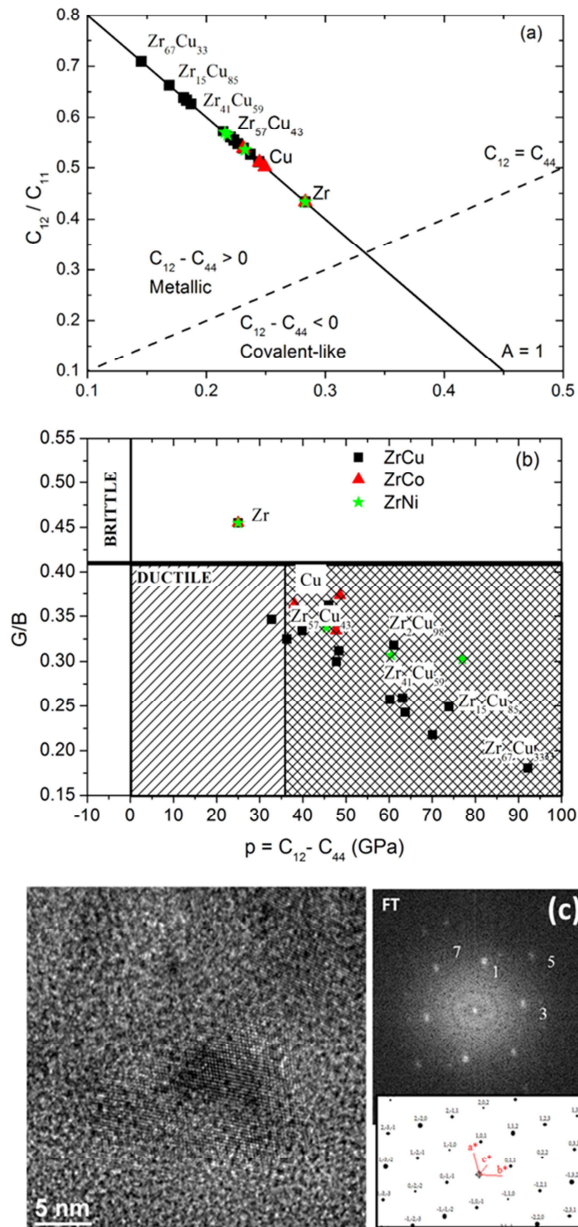 0.8
(a)
Zr67Cu33
0.7
Zr15Cu85
Zr41Cu59
0.6
Zr57Cu43
C12 = C44
0.5
Cu
Zr
0.4
C12 / C11
0.3
C12 - C44 > 0
Metallic
0.2
C12 - C44 <0
Covalent-like
A = 1
0.1
0.1 0.2 0.3 0.4 0.5
0.55
(b)
BRITTLE
ZrCu
0.50
ZrCo
ZrNi
0.45
Zr
0.40
DUCTILE
Cu
G/B
0.35
Zr57Cu43
Zr2Cu98
0.30
Zr41Cu59
0.25
Zr15Cu85
0.20
Zr67Cu33
0.15
-10 0 10 20 30 40 50 60 70 80 90 100
p = C12- C44 (GPa)
FT
(c)
7
1
5
3
5 nm
a*
c*
b*